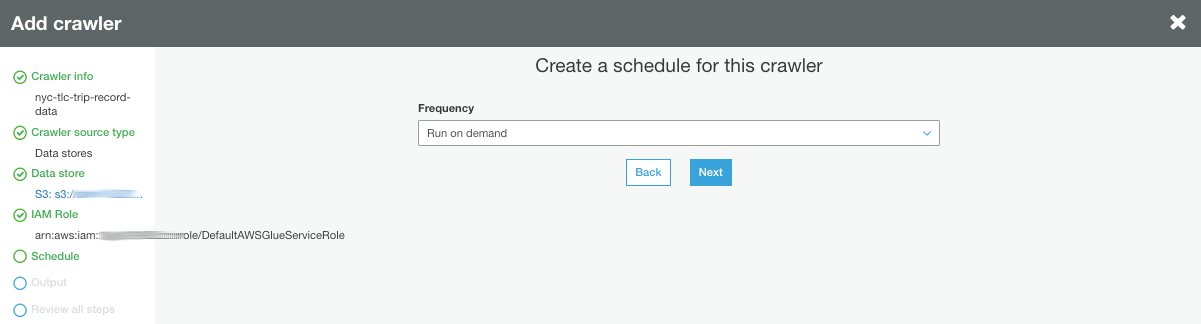 Add crawler
Crawler info
nyc-tlc-trip-record-
data
Crawler source type
Data stores
Data store
S3: s3://
IAM Role
arn:aws:iam: role/DefaultAWSGlueServiceRole
Schedule
Output
Review all steps
Create a schedule for this crawler
Frequency
Run on demand
Back Next